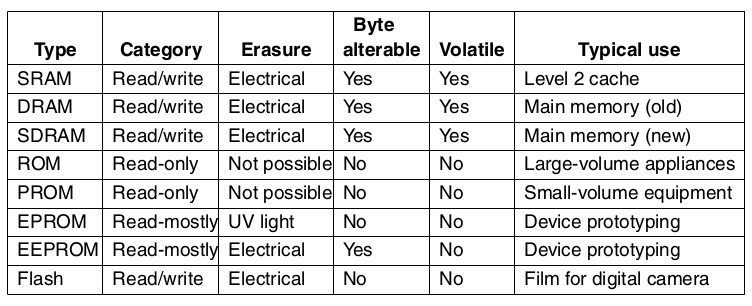 Type Category Erasure Byte alterable Volatile Typical use
SRAM Read/write Electrical Yes Yes Level 2 cache
DRAM Read/write Electrical Yes Yes Main memory (old)
SDRAM Read/write Electrical Yes Yes Main memory (new)
ROM Read-only Not possible No No Large-volume appliances
PROM Read-only Not possible No No Small-volume equipment
EPROM Read-mostly UV light No No Device prototyping
EEPROM Read-mostly Electrical Yes No Device prototyping
Flash Read/write Electrical No No Film for digital camera